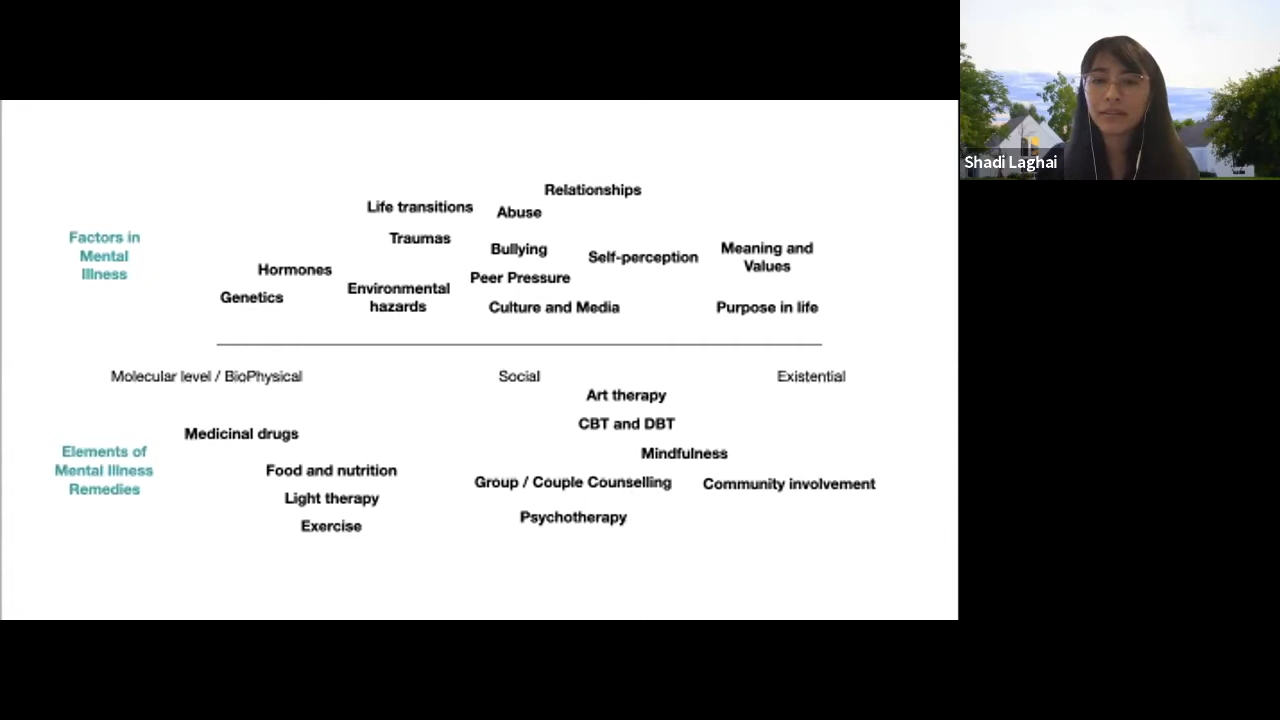 Shadi Laghai
Relationships
Life transitions
Abuse
Factors in
Mental
Illness
Traumas
Bullying
Self-perception
Meaning and
Values
Hormones
Peer Pressure
Genetics
Environmental
hazards
Culture and Media
Purpose in life
Molecular level / BioPhysical
Social
Existential
Art therapy
CBT and DBT
Medicinal drugs
Mindfulness
Elements of
Mental Illness
Remedies
Food and nutrition
Group / Couple Counselling
Community involvement
Light therapy
Psychotherapy
Exercise